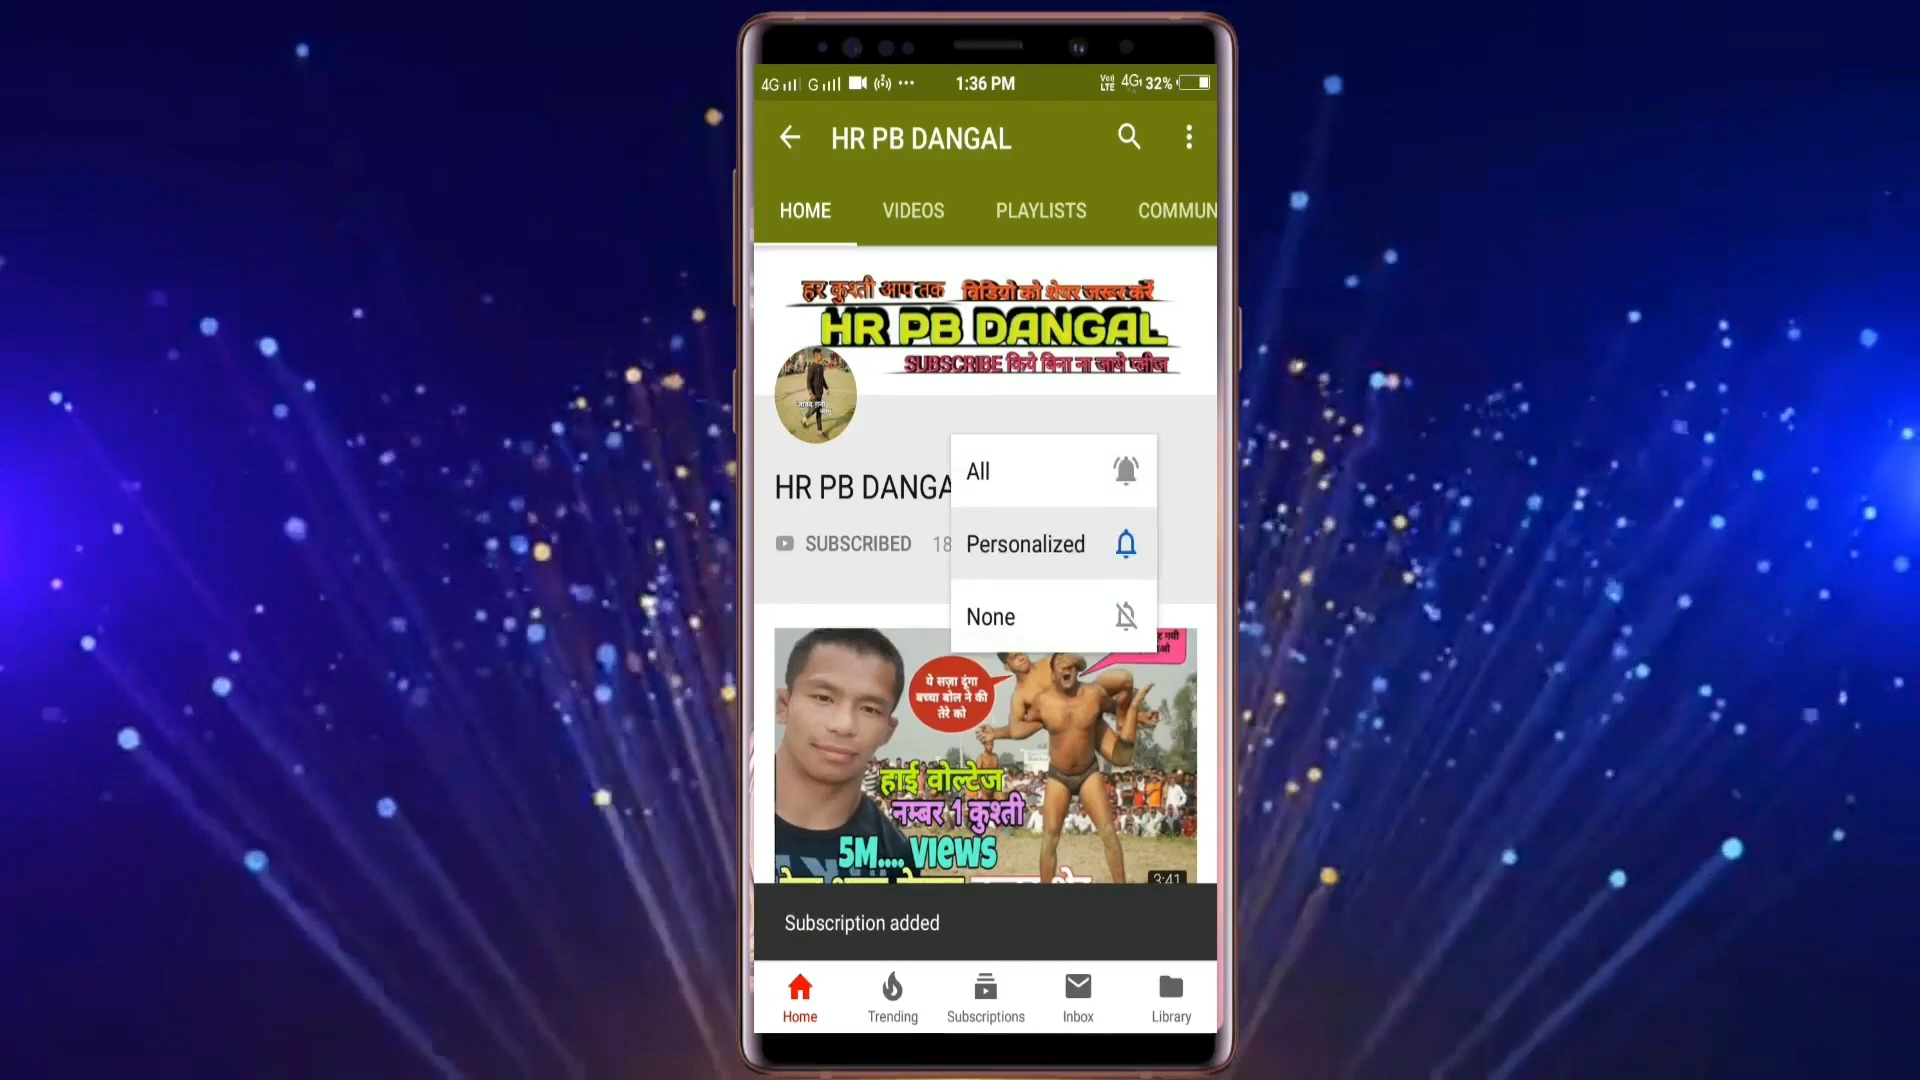 4G G 1:36 PM VoLTE 4G 32%
HR PB DANGAL
HOME VIDEOS PLAYLISTS COMMUN
हर कुश्ती आप तक विडियो को शेयर जरूर करें
HR PB DANGAL
SUBSCRIBE किये बिना ना जाये प्लीज
HR PB DANGA
SUBSCRIBED 18
All
Personalized
None
ये सज़ा दूंगा
बच्चा बोल ने की
तेरे को
हाई वोल्टेज
नम्बर 1 कुश्ती
5M.... views
3:41
Subscription added
Home Trending Subscriptions Inbox Library